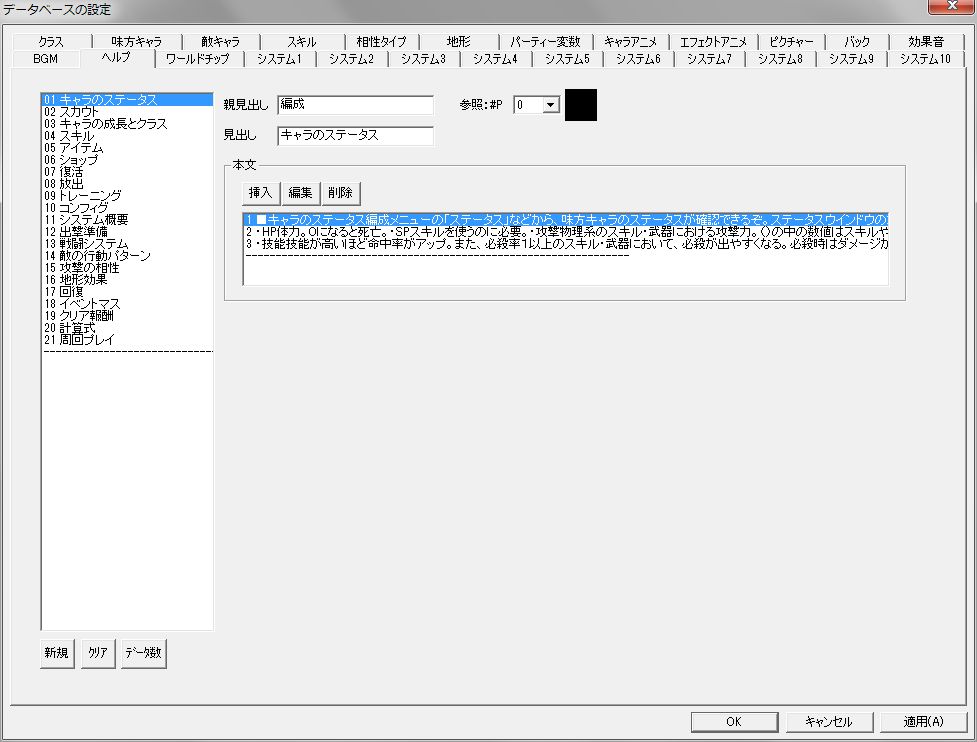 データベースの設定
クラス 味方キャラ 敵キャラ スキル 相性タイプ 地形 パーティー変数 キャラアニメ エフェクトアニメ ピクチャー バック 効果音
BGM ヘルプ ワールドチップ システム1 システム2 システム3 システム4 システム5 システム6 システム7 システム8 システム9 システム10
01 キャラのステータス
02 スカウト
03 キャラの成長とクラス
04 スキル
05 アイテム
06 ショップ
07 復活
08 放出
09 トレーニング
10 コンフィグ
11 システム概要
12 出撃準備
13 戦闘システム
14 敵の行動パターン
15 攻撃の相性
16 地形効果
17 回復
18 イベントマス
19 クリア報酬
20 計算式
21 周回プレイ
新規 クリア データ数
親見出し 編成 参照:#P 0
見出し キャラのステータス
本文
挿入 編集 削除
1 ■キャラのステータス編成メニューの「ステータス」などから、味方キャラのステータスが確認できるぞ。ステータスウインドウの
2 ・HP体力。0になると死亡。・SPスキルを使うのに必要。・攻撃物理系のスキル・武器における攻撃力。()の中の数値はスキルや
3 ・技能技能が高いほど命中率がアップ。また、必殺率1以上のスキル・武器において、必殺が出やすくなる。必殺時はダメージが
OK キャンセル 適用(A)